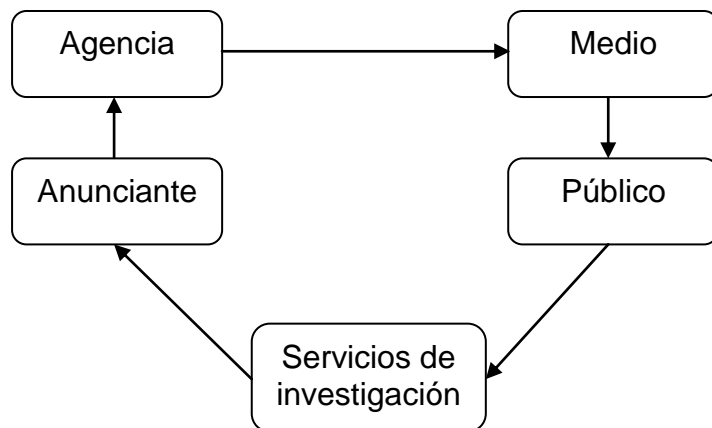 Agencia
Medio
Anunciante
Público
Servicios de
investigación